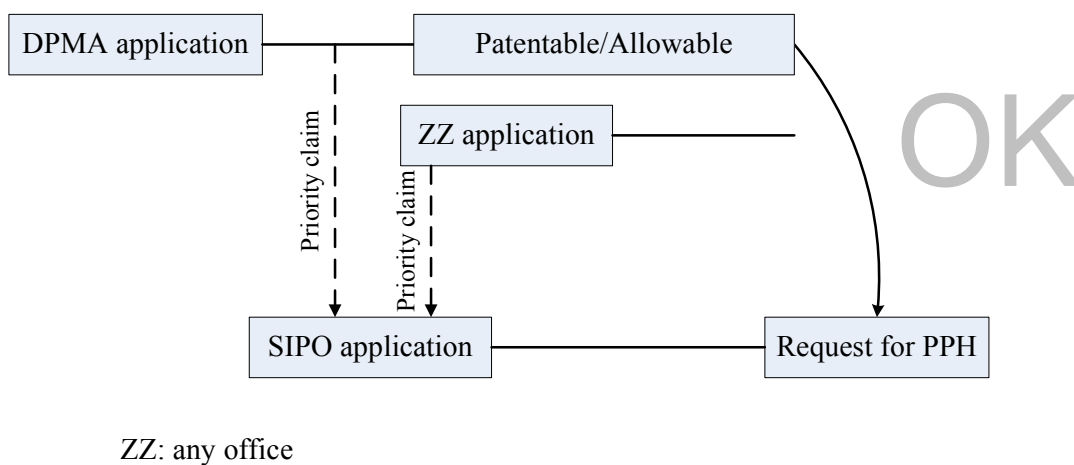 DPMA application
Patentable/Allowable
OK
ZZ application
Priority claim
Priority claim
SIPO application
Request for PPH
ZZ: any office